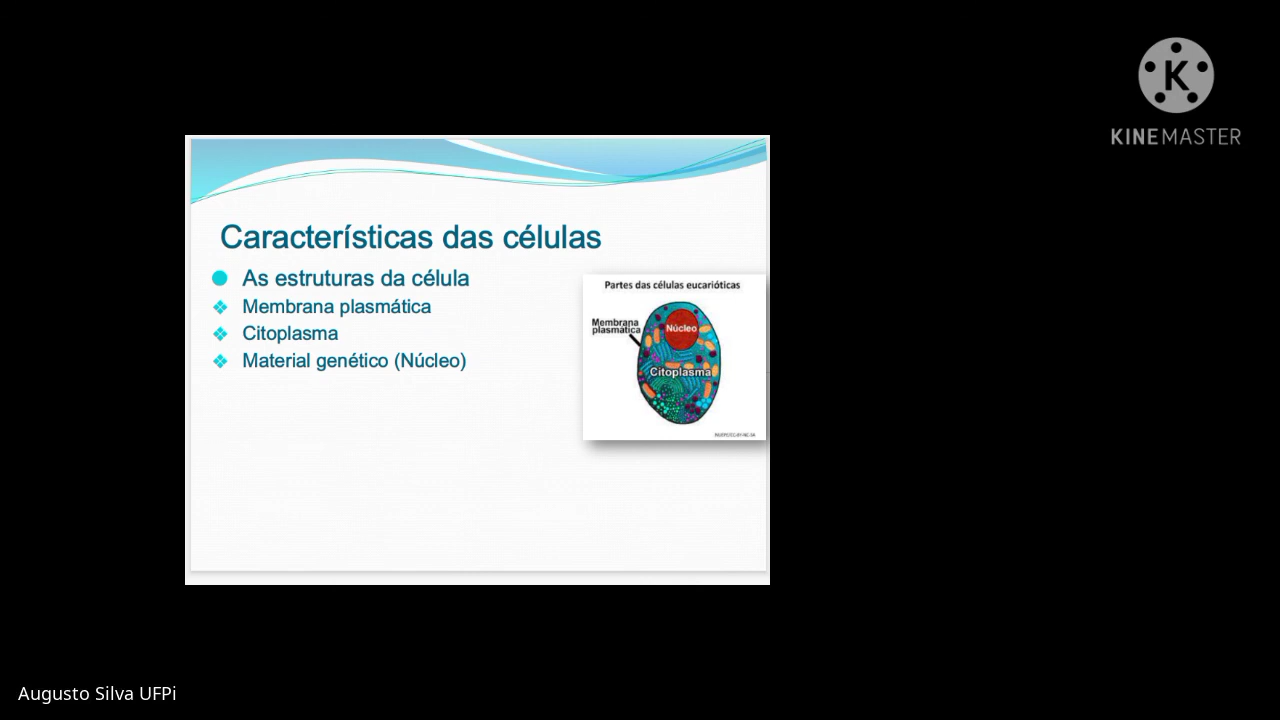 KINEMASTER
Características das células
As estruturas da célula
Membrana plasmática
Citoplasma
Material genético (Núcleo)
Partes das células eucarióticas
Membrana
plasmática
Núcleo
Citoplasma
Augusto Silva UFPi